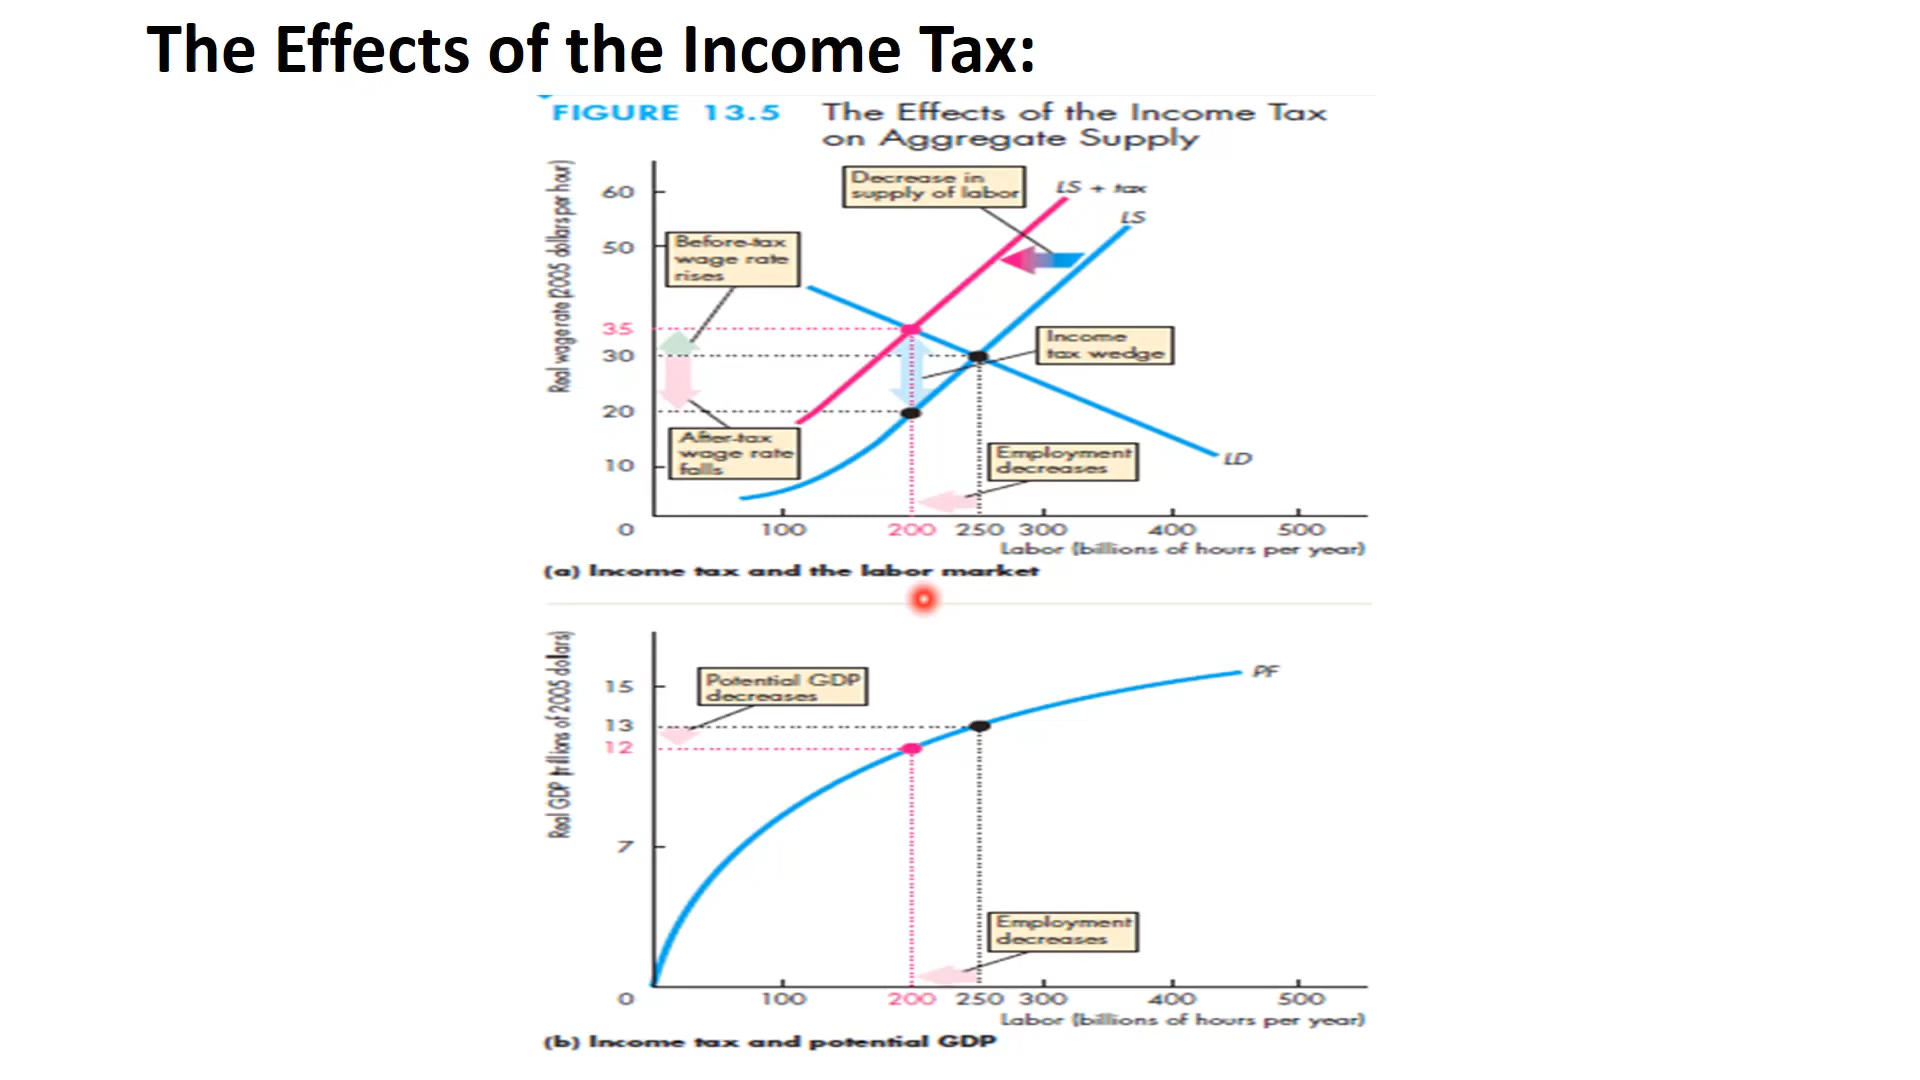 The Effects of the Income Tax:
FIGURE 13.5 The Effects of the Income Tax
on Aggregate Supply
Real wage rate (2005 dollars per hour)
60
50
35
30
20
10
0
Decrease in
supply of labor
LS + tax
LS
Before-tax
wage rate
rises
Income
tax wedge
After-tax
wage rate
falls
Employment
decreases
LD
100 200 250 300 400 500
Labor (billions of hours per year)
(a) Income tax and the labor market
Real GDP (trillions of 2005 dollars)
15
13
12
7
0
Potential GDP
decreases
PF
Employment
decreases
100 200 250 300 400 500
Labor (billions of hours per year)
(b) Income tax and potential GDP